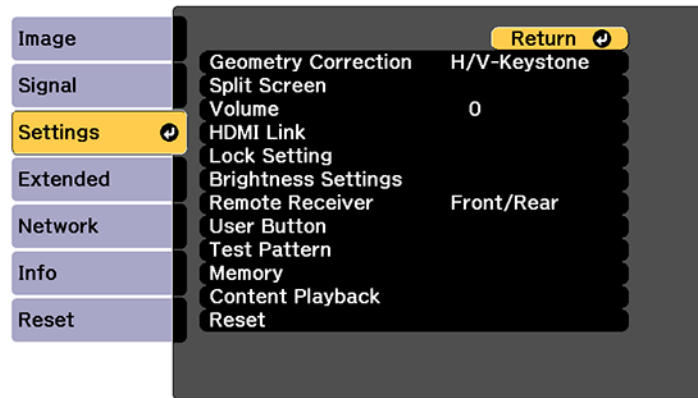 Image
Signal
Settings
Extended
Network
Info
Reset
Return
Geometry Correction H/V-Keystone
Split Screen
Volume 0
HDMI Link
Lock Setting
Brightness Settings
Remote Receiver Front/Rear
User Button
Test Pattern
Memory
Content Playback
Reset